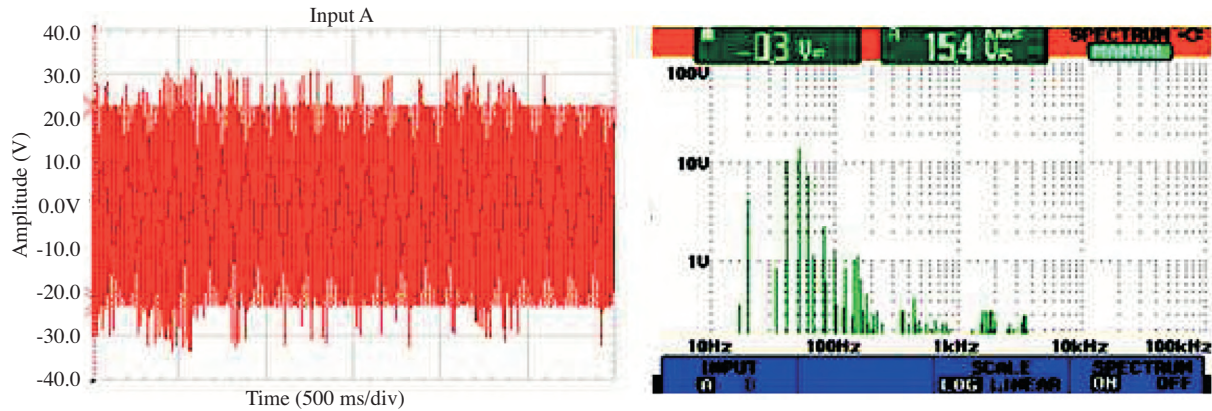 Input A
Amplitude (V)
40.0
30.0
20.0
10.0
0.0V
-10.0
-20.0
-30.0
-40.0
Time (500 ms/div)
SPECTRUM
MANUAL
A
154
100V
10V
1V
10Hz
100Hz
1kHz
10kHz
100kHz
INPUT
A
SCALE
LOG LINEAR
SPECTRUM
ON OFF